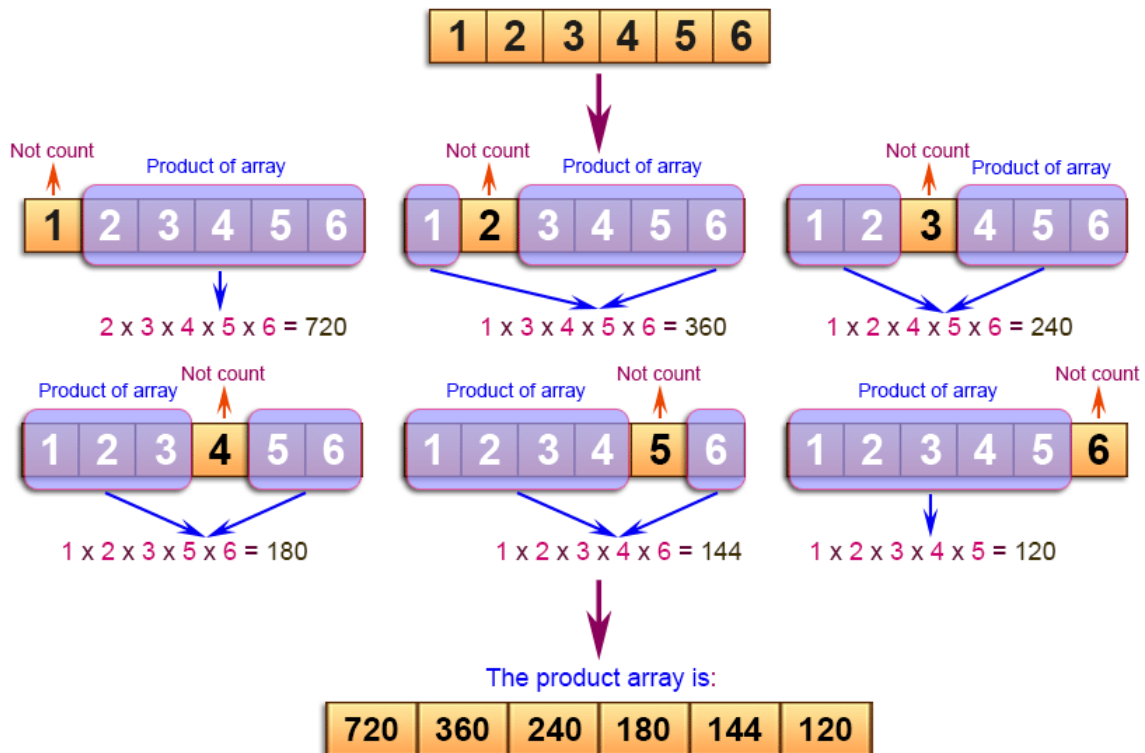 1 2 3 4 5 6
Not count
Product of array
1 2 3 4 5 6
2 x 3 x 4 x 5 x 6 = 720
Not count
Product of array
1 2 3 4 5 6
1 x 3 x 4 x 5 x 6 = 360
Not count
Product of array
1 2 3 4 5 6
1 x 2 x 4 x 5 x 6 = 240
Product of array
Not count
1 2 3 4 5 6
1 x 2 x 3 x 5 x 6 = 180
Product of array
Not count
1 2 3 4 5 6
1 x 2 x 3 x 4 x 6 = 144
Product of array
Not count
1 2 3 4 5 6
1 x 2 x 3 x 4 x 5 = 120
The product array is:
720 360 240 180 144 120